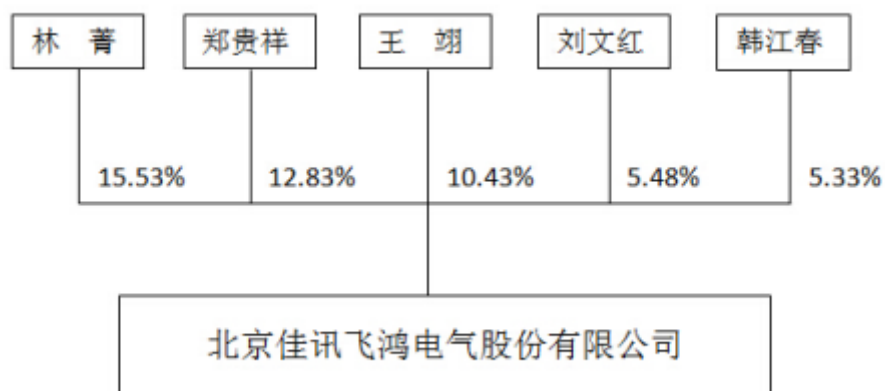 林 菁 郑贵祥 王 翊 刘文红 韩江春
15.53% 12.83% 10.43% 5.48% 5.33%
北京佳讯飞鸿电气股份有限公司